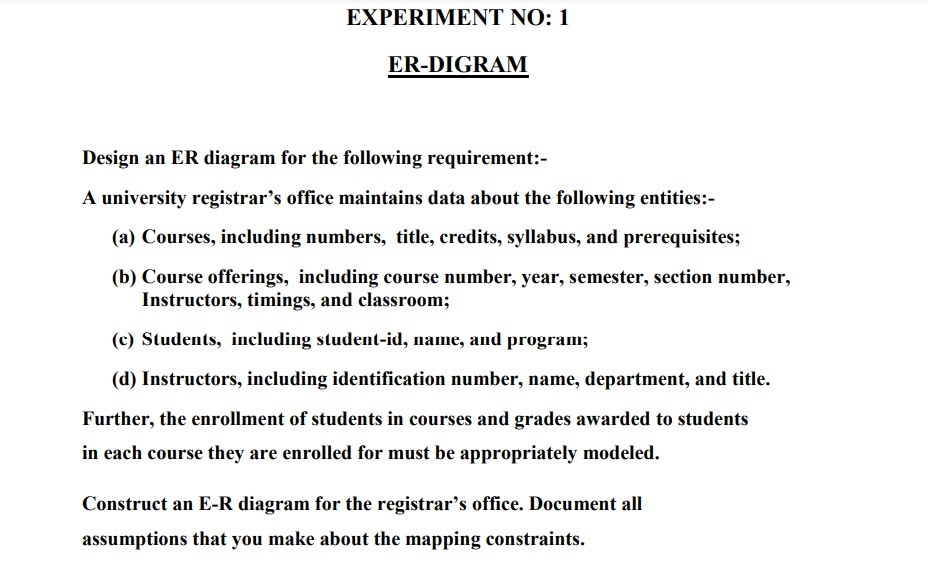 EXPERIMENT NO: 1
ER-DIGRAM
Design an ER diagram for the following requirement:-
A university registrar’s office maintains data about the following entities:-
(a) Courses, including numbers, title, credits, syllabus, and prerequisites;
(b) Course offerings, including course number, year, semester, section number,
Instructors, timings, and classroom;
(c) Students, including student-id, name, and program;
(d) Instructors, including identification number, name, department, and title.
Further, the enrollment of students in courses and grades awarded to students
in each course they are enrolled for must be appropriately modeled.
Construct an E-R diagram for the registrar’s office. Document all
assumptions that you make about the mapping constraints.